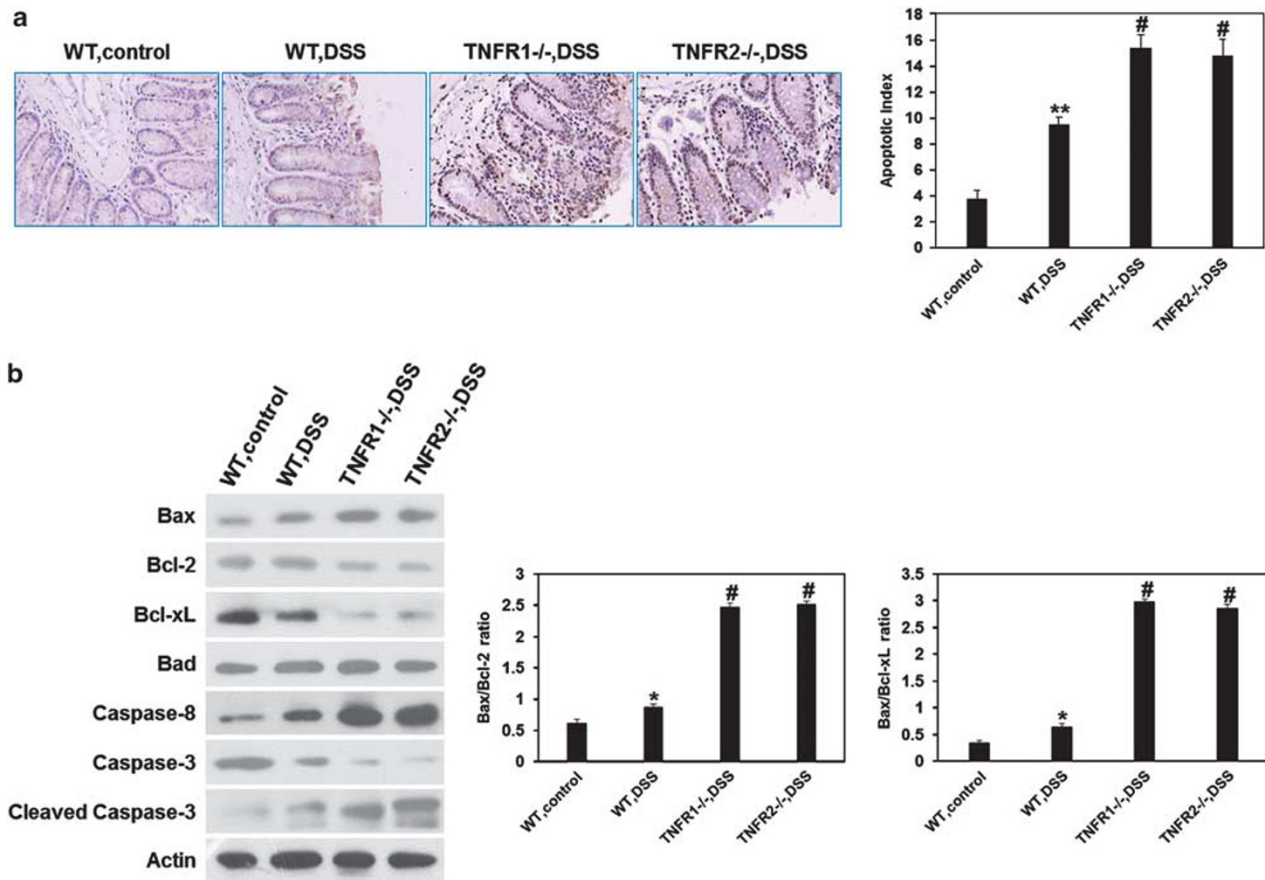 a
WT,control
WT,DSS
TNFR1-/-,DSS
TNFR2-/-,DSS
Apoptotic Index
18
16
14
12
10
8
6
4
2
0
**
#
#
WT,control
WT,DSS
TNFR1-/-,DSS
TNFR2-/-,DSS
b
WT,control
WT,DSS
TNFR1-/-,DSS
TNFR2-/-,DSS
Bax
Bcl-2
Bcl-xL
Bad
Caspase-8
Caspase-3
Cleaved Caspase-3
Actin
Bax/Bcl-2 ratio
3
2.5
2
1.5
1
0.5
0
*
#
#
WT,control
WT,DSS
TNFR1-/-,DSS
TNFR2-/-,DSS
Bax/Bcl-xL ratio
3.5
3
2.5
2
1.5
1
0.5
0
*
#
#
WT,control
WT,DSS
TNFR1-/-,DSS
TNFR2-/-,DSS